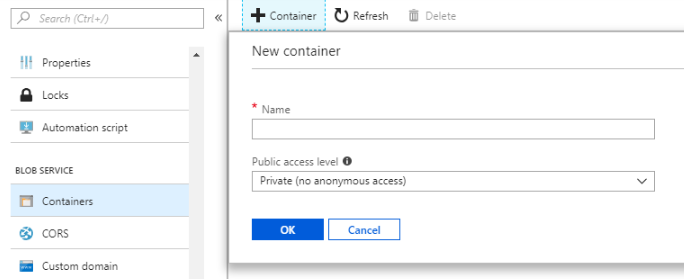 Search (Ctrl+/)
«
Properties
Locks
Automation script
BLOB SERVICE
Containers
CORS
Custom domain
+ Container
Refresh
Delete
New container
* Name
Public access level
Private (no anonymous access)
OK
Cancel